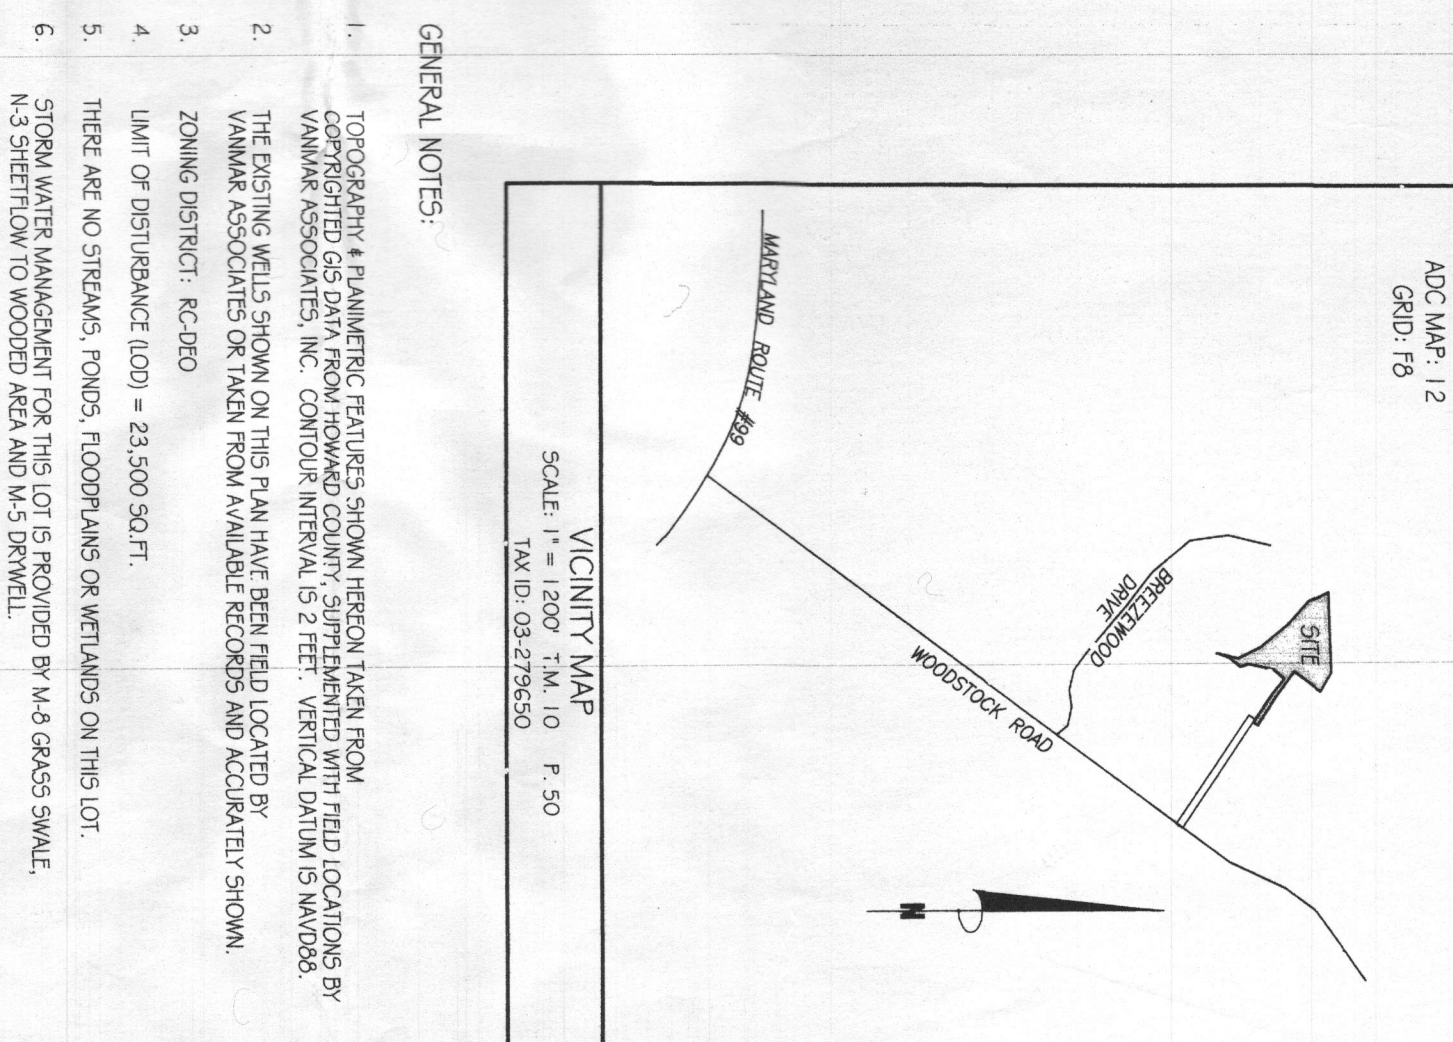 ADC MAP: 12
GRID: F8
SITE
BREEZEWOOD
DRIVE
WOODSTOCK ROAD
MARYLAND ROUTE #99
N
VICINITY MAP
SCALE: 1" = 1200' T.M. 10 P. 50
TAX ID: 03-279650
GENERAL NOTES:
1. TOPOGRAPHY & PLANIMETRIC FEATURES SHOWN HEREON TAKEN FROM
COPYRIGHTED GIS DATA FROM HOWARD COUNTY, SUPPLEMENTED WITH FIELD LOCATIONS BY
VANMAR ASSOCIATES, INC. CONTOUR INTERVAL IS 2 FEET. VERTICAL DATUM IS NAVD88.
2. THE EXISTING WELLS SHOWN ON THIS PLAN HAVE BEEN FIELD LOCATED BY
VANMAR ASSOCIATES OR TAKEN FROM AVAILABLE RECORDS AND ACCURATELY SHOWN.
3. ZONING DISTRICT: RC-DEO
4. LIMIT OF DISTURBANCE (LOD) = 23,500 SQ.FT.
5. THERE ARE NO STREAMS, PONDS, FLOODPLAINS OR WETLANDS ON THIS LOT.
6. STORM WATER MANAGEMENT FOR THIS LOT IS PROVIDED BY M-8 GRASS SWALE,
N-3 SHEETFLOW TO WOODED AREA AND M-5 DRYWELL.